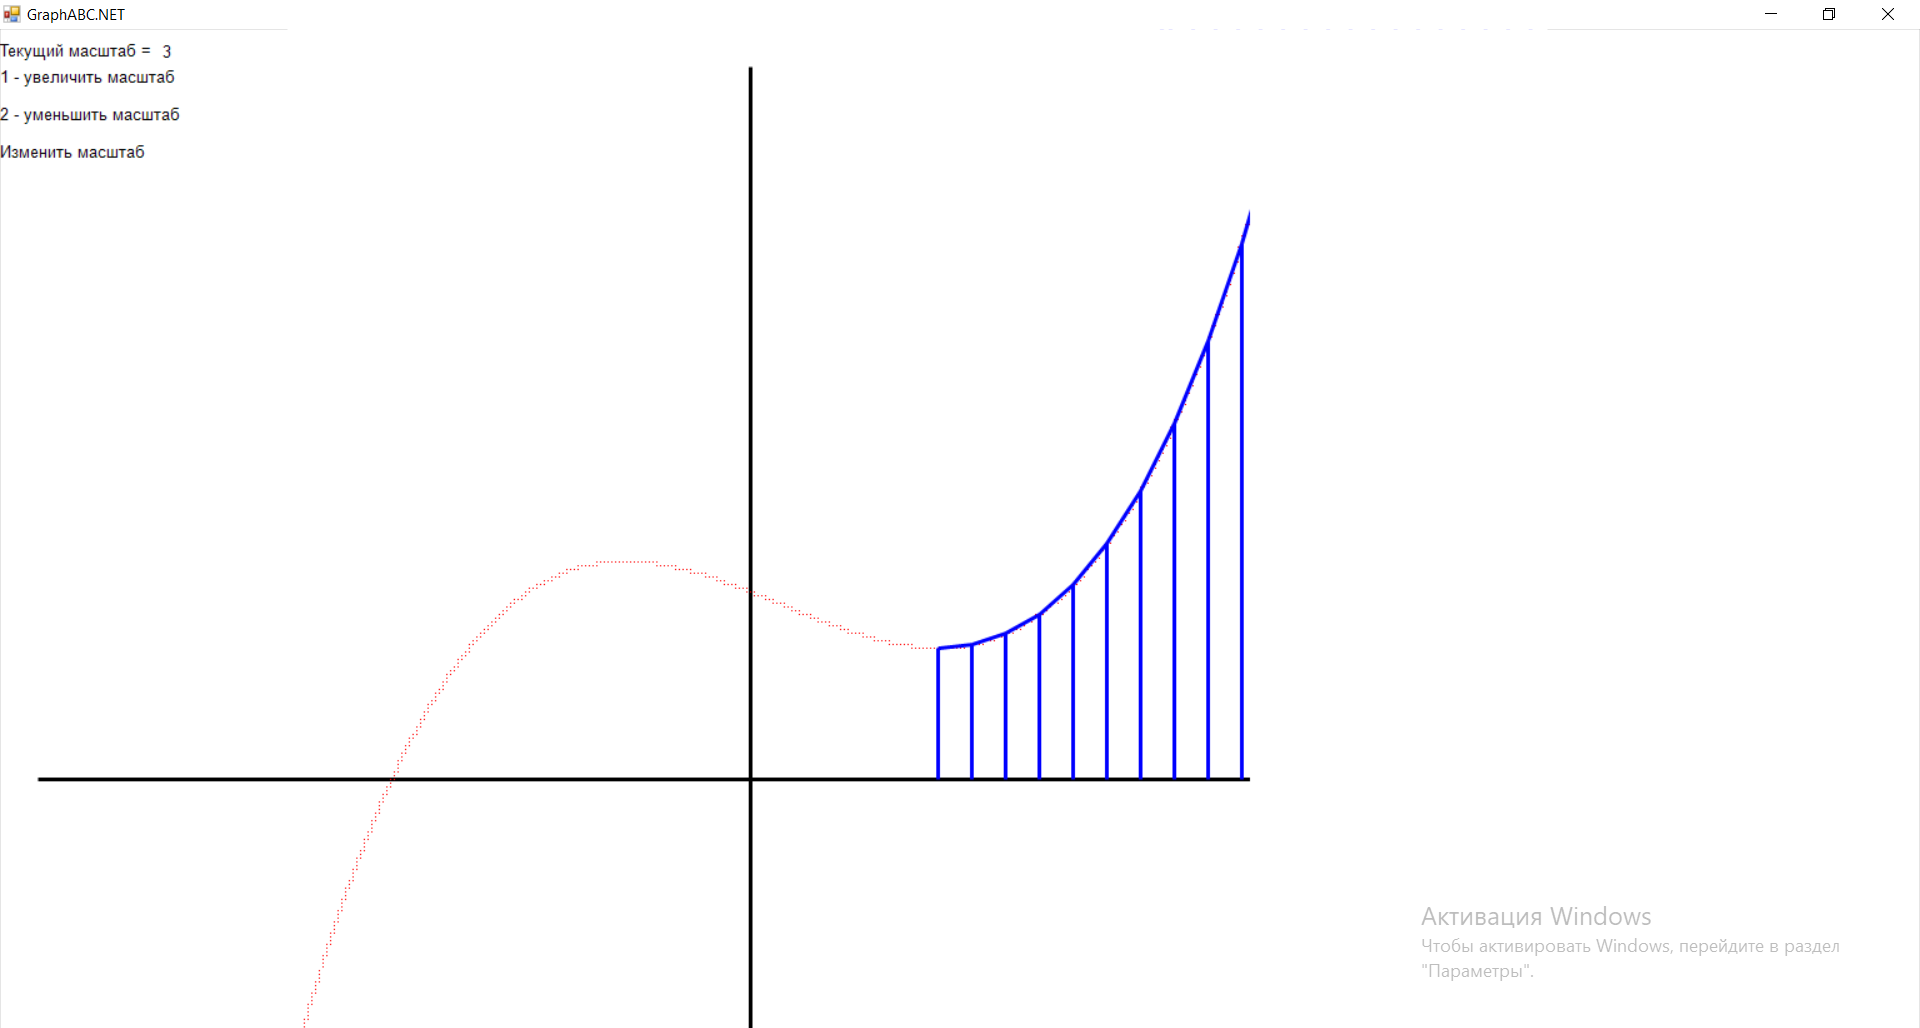 GraphABC.NET
Текущий масштаб = 3
1 - увеличить масштаб
2 - уменьшить масштаб
Изменить масштаб
Активация Windows
Чтобы активировать Windows, перейдите в раздел
"Параметры".